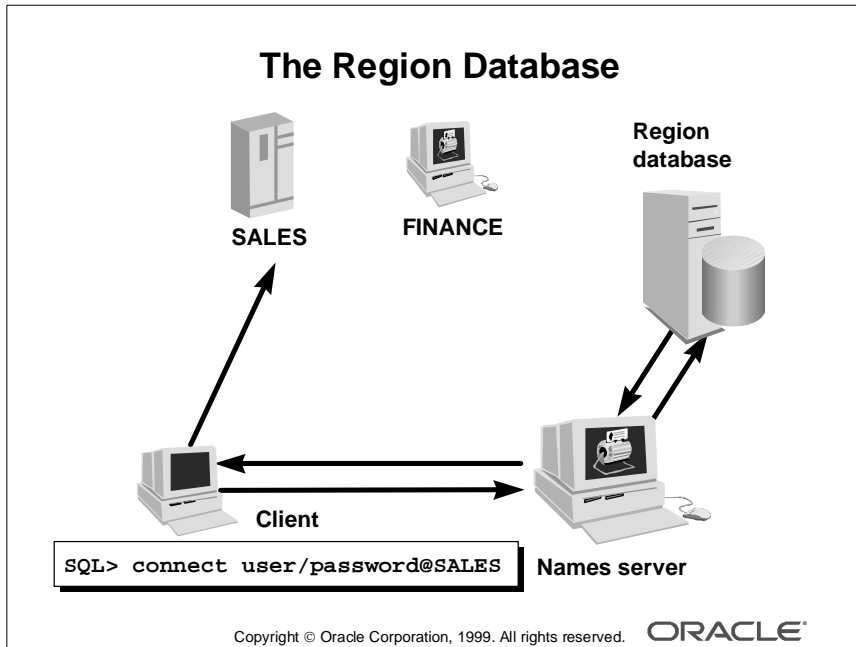 The Region Database
SALES
FINANCE
Region
database
Client
SQL> connect user/password@SALES
Names server
Copyright © Oracle Corporation, 1999. All rights reserved.
ORACLE®